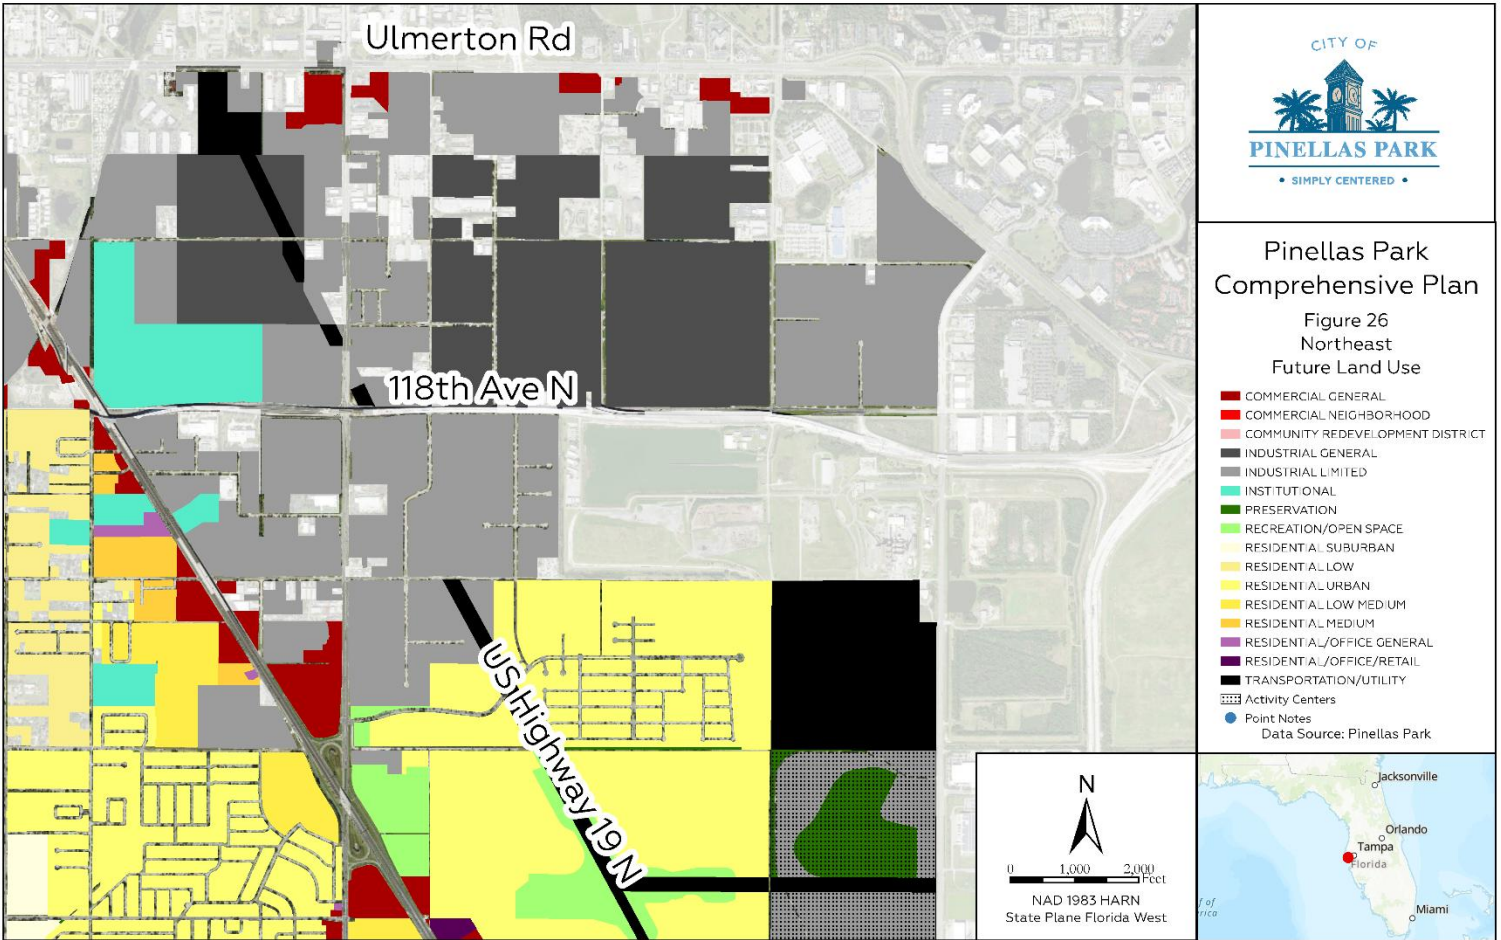 Ulmerton Rd
118th Ave N
US Highway 19 N
CITY OF
PINELLAS PARK
• SIMPLY CENTERED •
Pinellas Park
Comprehensive Plan
Figure 26
Northeast
Future Land Use
COMMERCIAL GENERAL
COMMERCIAL NEIGHBORHOOD
COMMUNITY REDEVELOPMENT DISTRICT
INDUSTRIAL GENERAL
INDUSTRIAL LIMITED
INSTITUTIONAL
PRESERVATION
RECREATION/OPEN SPACE
RESIDENTIAL SUBURBAN
RESIDENTIAL LOW
RESIDENTIAL URBAN
RESIDENTIAL LOW MEDIUM
RESIDENTIAL MEDIUM
RESIDENTIAL/OFFICE GENERAL
RESIDENTIAL/OFFICE/RETAIL
TRANSPORTATION/UTILITY
Activity Centers
Point Notes
Data Source: Pinellas Park
N
0 1,000 2,000
Feet
NAD 1983 HARN
State Plane Florida West
Jacksonville
Orlando
Tampa
Florida
Miami